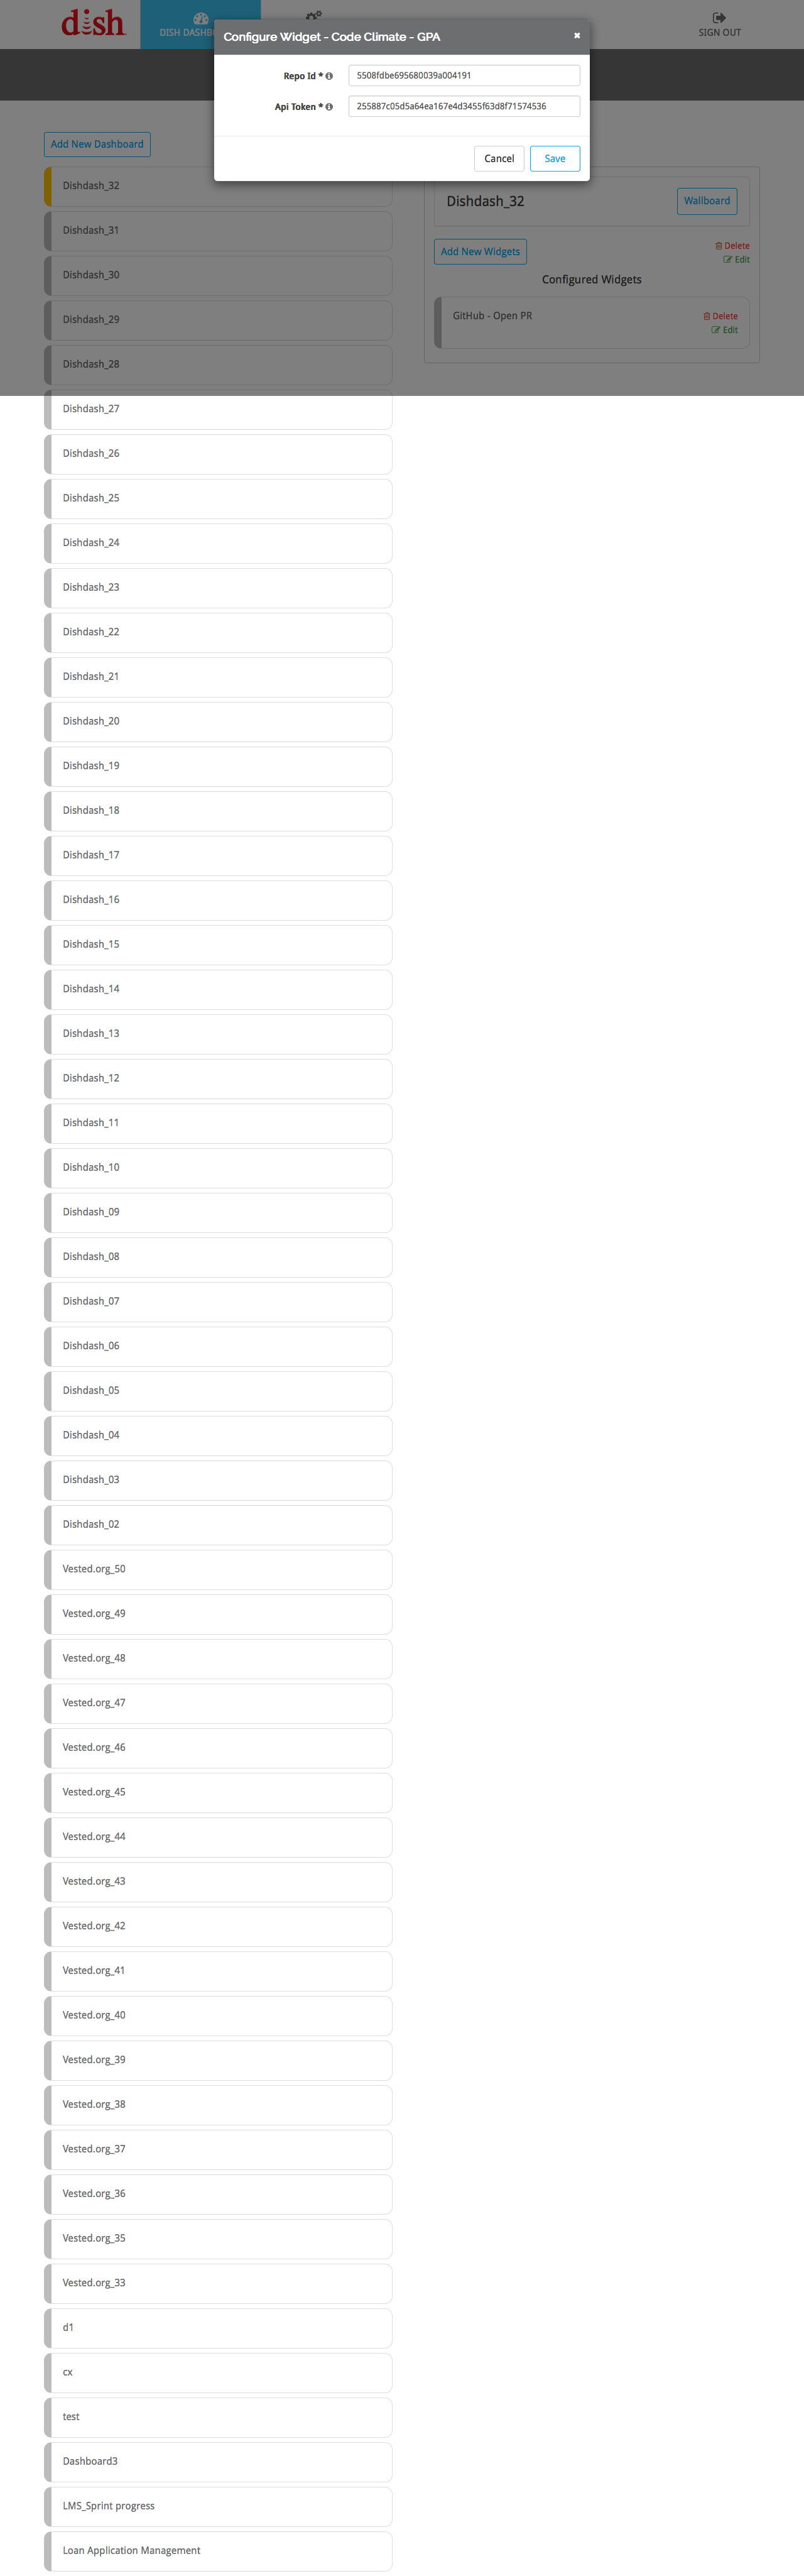 dish
DISH DASHBO
SIGN OUT
Configure Widget - Code Climate - GPA
Repo Id *
5508fdbe695680039a004191
Api Token *
255887c05d5a64ea167e4d3455f63d8f71574536
Cancel
Save
Add New Dashboard
Dishdash_32
Dishdash_31
Dishdash_30
Dishdash_29
Dishdash_28
Dishdash_27
Dishdash_26
Dishdash_25
Dishdash_24
Dishdash_23
Dishdash_22
Dishdash_21
Dishdash_20
Dishdash_19
Dishdash_18
Dishdash_17
Dishdash_16
Dishdash_15
Dishdash_14
Dishdash_13
Dishdash_12
Dishdash_11
Dishdash_10
Dishdash_09
Dishdash_08
Dishdash_07
Dishdash_06
Dishdash_05
Dishdash_04
Dishdash_03
Dishdash_02
Vested.org_50
Vested.org_49
Vested.org_48
Vested.org_47
Vested.org_46
Vested.org_45
Vested.org_44
Vested.org_43
Vested.org_42
Vested.org_41
Vested.org_40
Vested.org_39
Vested.org_38
Vested.org_37
Vested.org_36
Vested.org_35
Vested.org_33
d1
cx
test
Dashboard3
LMS_Sprint progress
Loan Application Management
Dishdash_32
Wallboard
Add New Widgets
Delete
Edit
Configured Widgets
GitHub - Open PR
Delete
Edit